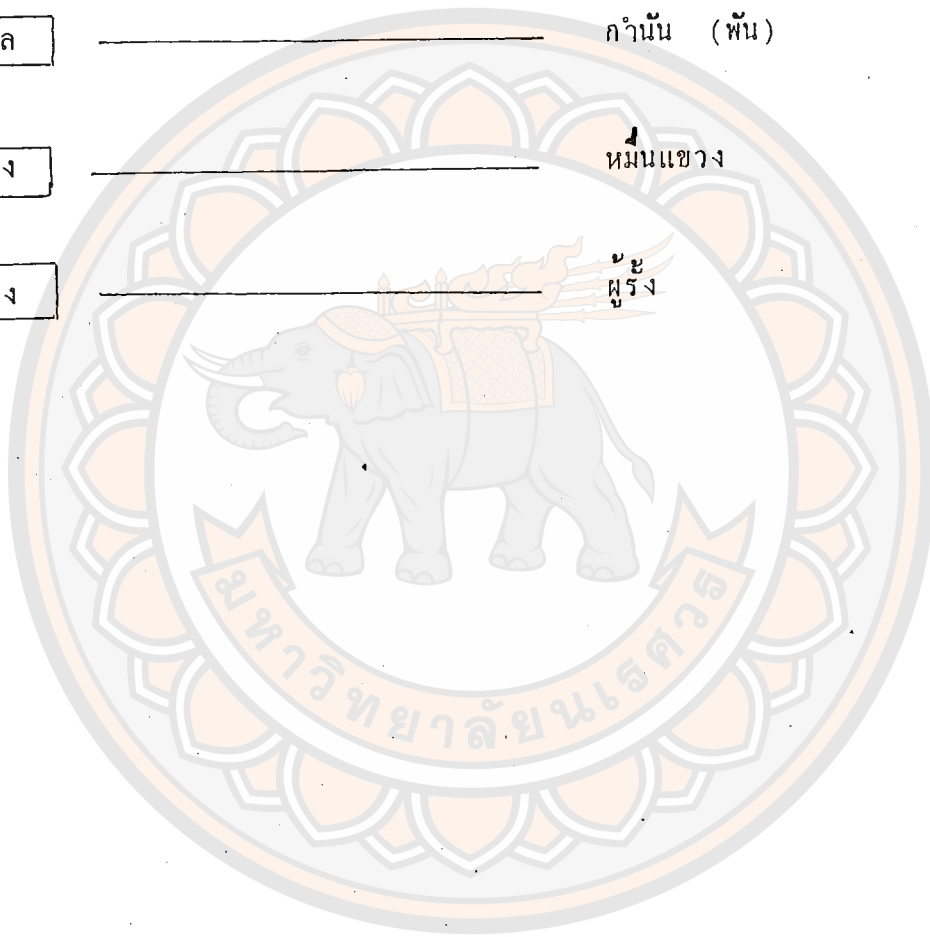 ล กำนัน (พัน)
ง หมื่นแขวง
ง ผู้รั้ง
มหาวิทยาลัยนเรศวร